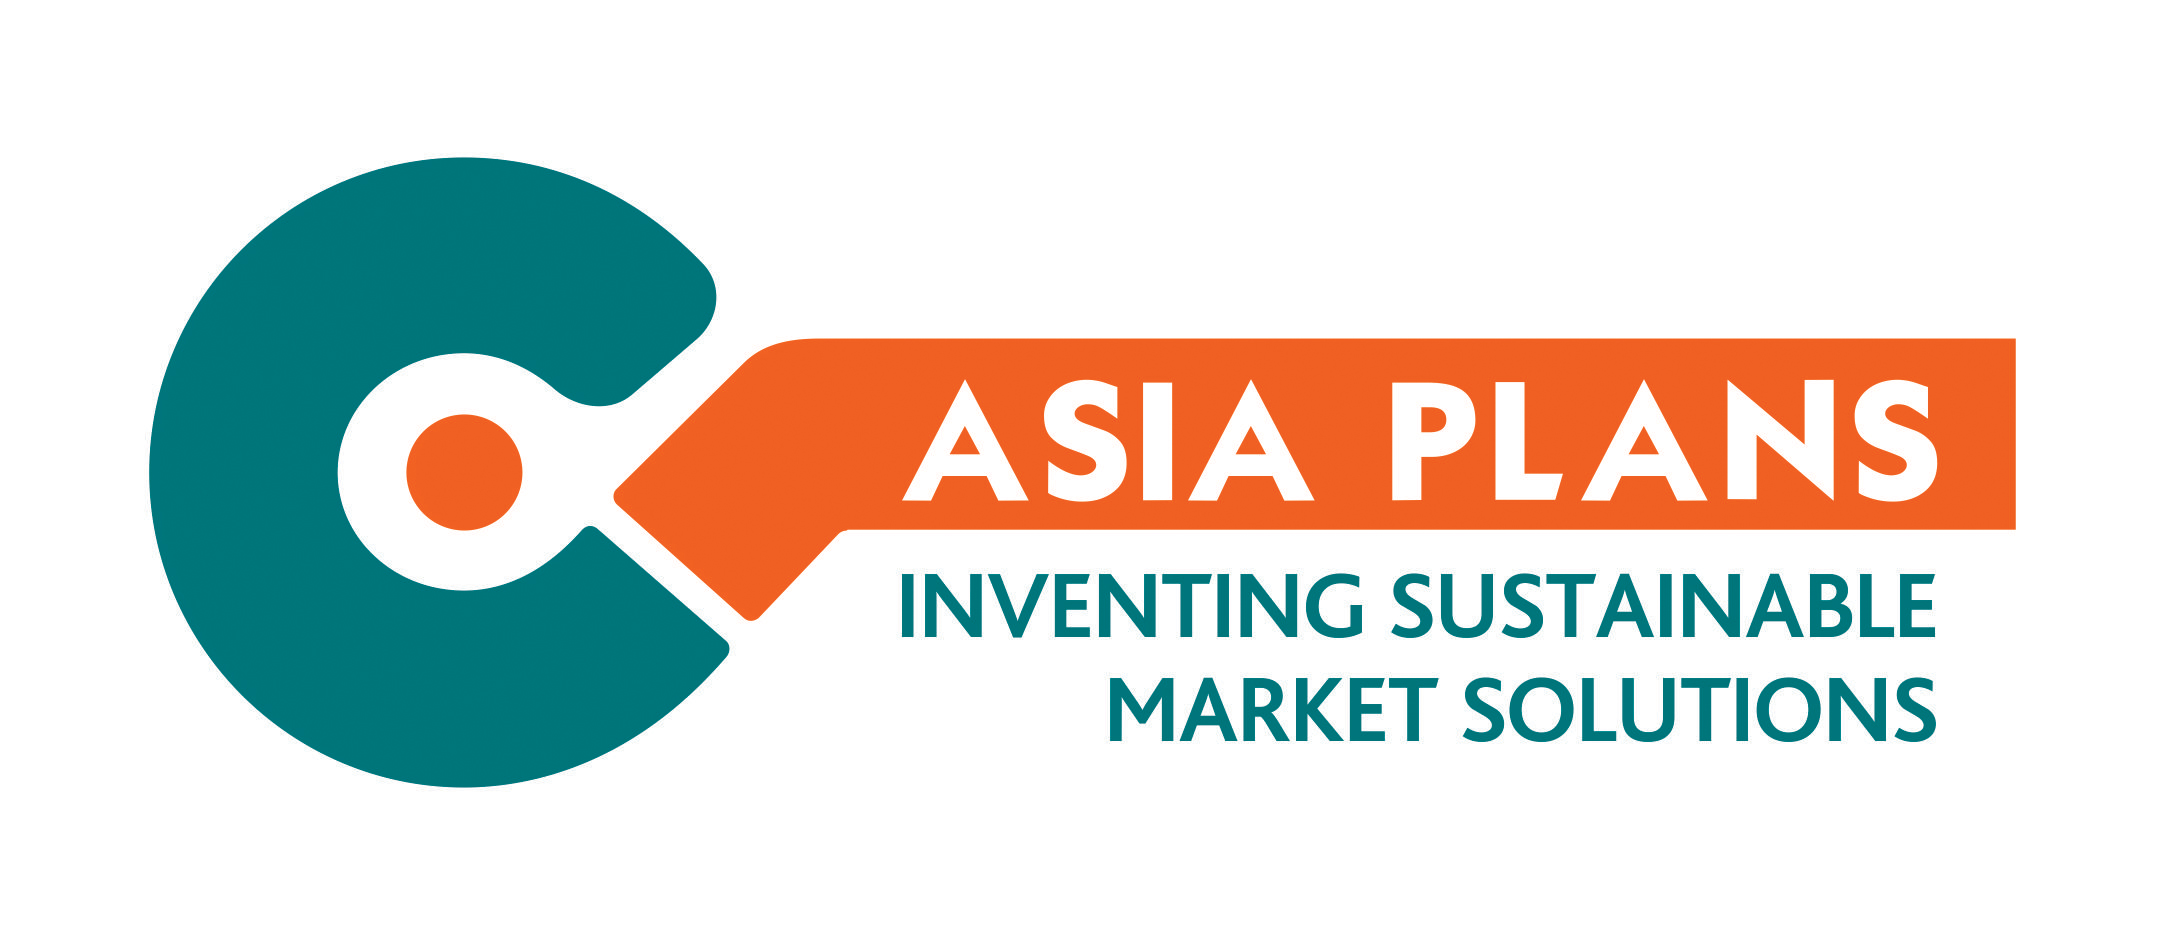 ASIA PLANS
INVENTING SUSTAINABLE
MARKET SOLUTIONS